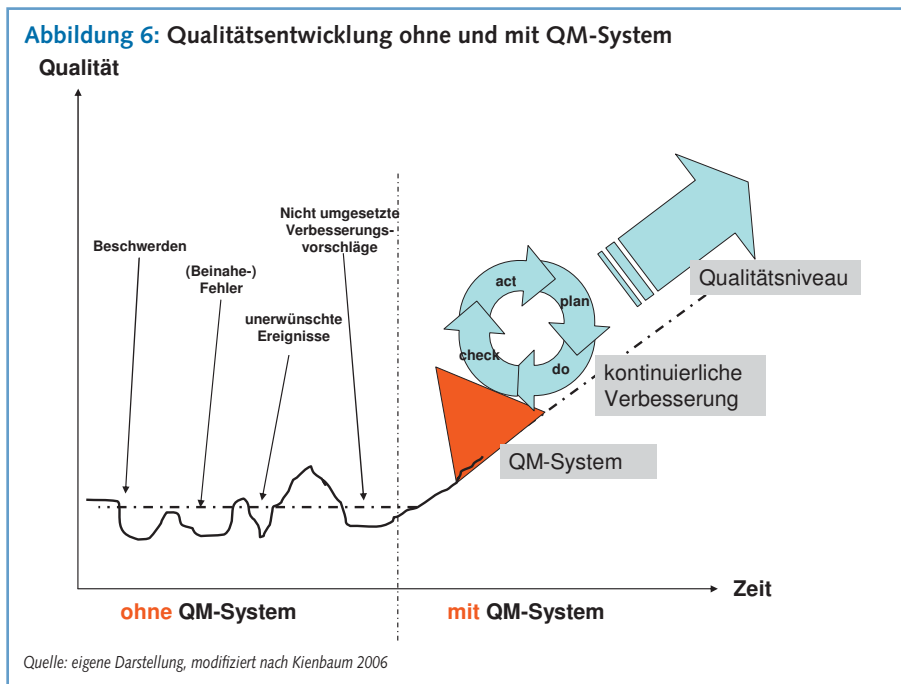 Abbildung 6: Qualitätsentwicklung ohne und mit QM-System
Qualität
Nicht umgesetzte
Verbesserungs-
vorschläge
Beschwerden
(Beinahe-)
Fehler
unerwünschte
Ereignisse
act
plan
check
do
Qualitätsniveau
kontinuierliche
Verbesserung
QM-System
Zeit
ohne QM-System
mit QM-System
Quelle: eigene Darstellung, modifiziert nach Kienbaum 2006